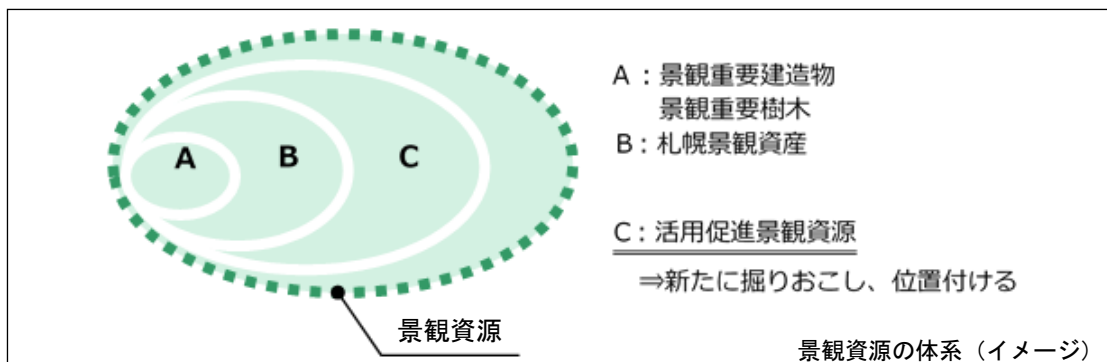 A
B
C
A：景観重要建造物
景観重要樹木
B：札幌景観資産
C：活用促進景観資源
⇒新たに掘りおこし、位置付ける
景観資源
景観資源の体系（イメージ）